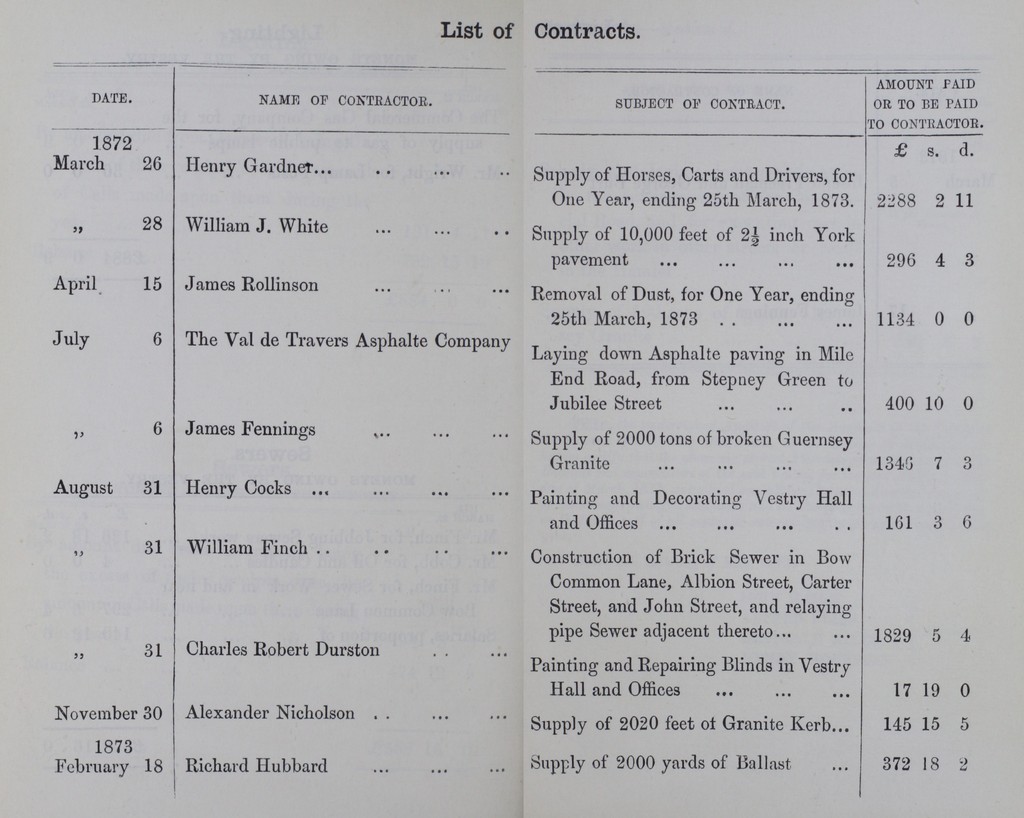 List of Contracts.
DATE. NAME OF CONTRACTOR. SUBJECT OF CONTRACT. AMOUNT PAID
OR TO BE PAID
TO CONTRACTOR.
1872 £ s. d.
March 26 Henry Gardner... .. ... .. Supply of Horses, Carts and Drivers, for
One Year, ending 25th March, 1873. 2288 2 11
„ 28 William J. White ... ... .. Supply of 10,000 feet of 2½ inch York
pavement ... ... ... ... 296 4 3
April 15 James Rollinson ... ... ... Removal of Dust, for One Year, ending
25th March, 1873 .. ... ... 1134 0 0
July 6 The Val de Travers Asphalte Company Laying down Asphalte paving in Mile
End Road, from Stepney Green to
Jubilee Street ... ... .. 400 10 0
„ 6 James Fennings ... ... ... Supply of 2000 tons of broken Guernsey
Granite ... ... ... ... 1346 7 3
August 31 Henry Cocks ... ... ... ... Painting and Decorating Vestry Hall
and Offices ... ... ... .. 161 3 6
„ 31 William Finch .. .. .. ... Construction of Brick Sewer in Bow
Common Lane, Albion Street, Carter
Street, and John Street, and relaying
pipe Sewer adjacent thereto... ... 1829 5 4
„ 31 Charles Robert Durston .. ... Painting and Repairing Blinds in Vestry
Hall and Offices ... ... ... 17 19 0
November 30 Alexander Nicholson .. ... ... Supply of 2020 feet of Granite Kerb... 145 15 5
1873
February 18 Richard Hubbard ... ... ... Supply of 2000 yards of Ballast ... 372 18 2